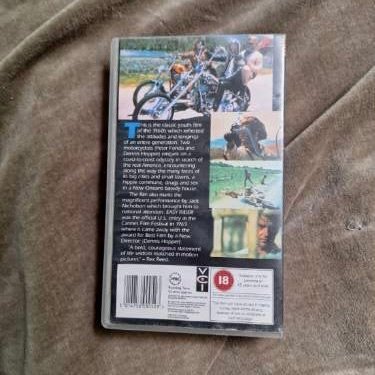 This is the classic youth film
of the 1960s which reflected
the attitudes and longings
of an entire generation. Two
motorcyclists (Peter Fonda and
Dennis Hopper) embark on a
coast-to-coast odyssey in search of
the real America, encountering
along the way the many faces of
its big cities and small towns, a
hippie commune, drugs and sex
in a New Orleans bawdy house.
The film also marks the
magnificent performance by Jack
Nicholson which brought him to
national attention. EASY RIDER
was the official U.S. entry at the
Cannes Film Festival in 1969
where it came away with the
award for Best Film by a New
Director (Dennis Hopper).
"A bold, courageous statement
of life seldom matched in motion
pictures." – Rex Reed.
VCI
18